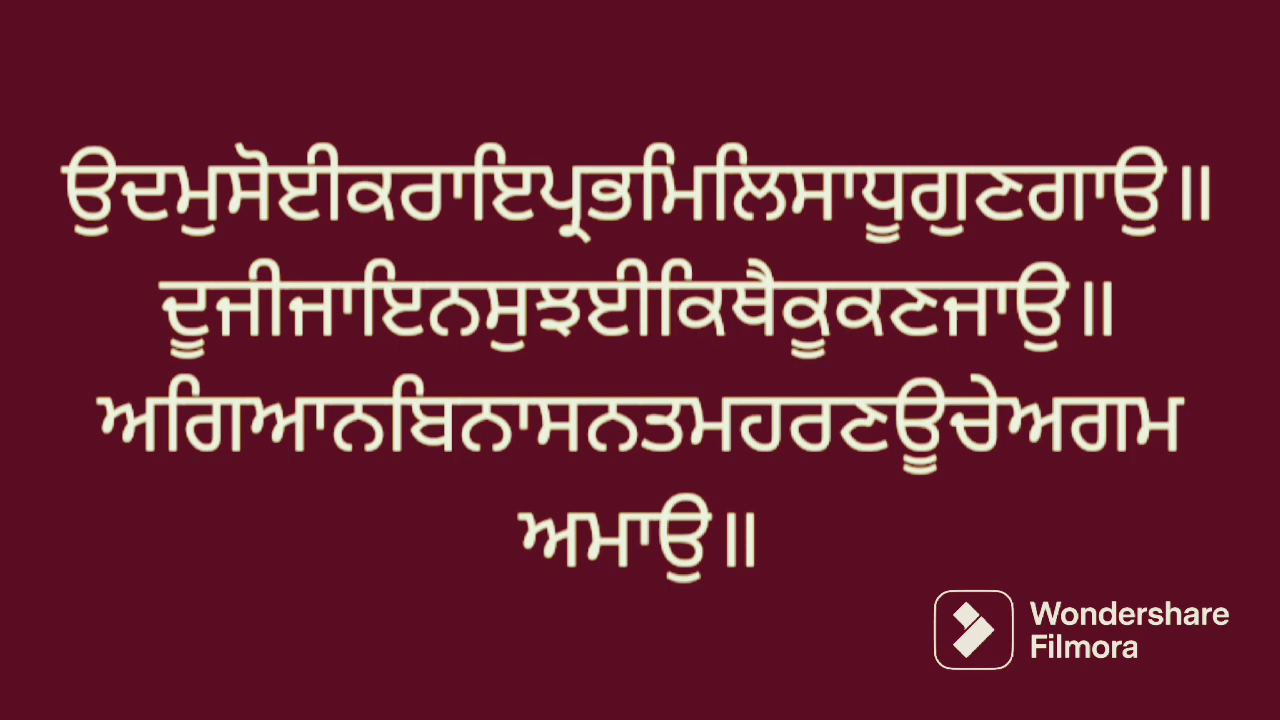 ਉਦਮੁਸੋਈਕਰਾਇਪ੍ਰਭਮਿਲਿਸਾਧੂਗੁਣਗਾਉ॥
ਦੂਜੀਜਾਇਨਸੁਝਈਕਿਥੈਕੂਕਣਜਾਉ॥
ਅਗਿਆਨਬਿਨਾਸਨਤਮਹਰਣਊਚੇਅਗਮ
ਅਮਾਉ॥
Wondershare
Filmora